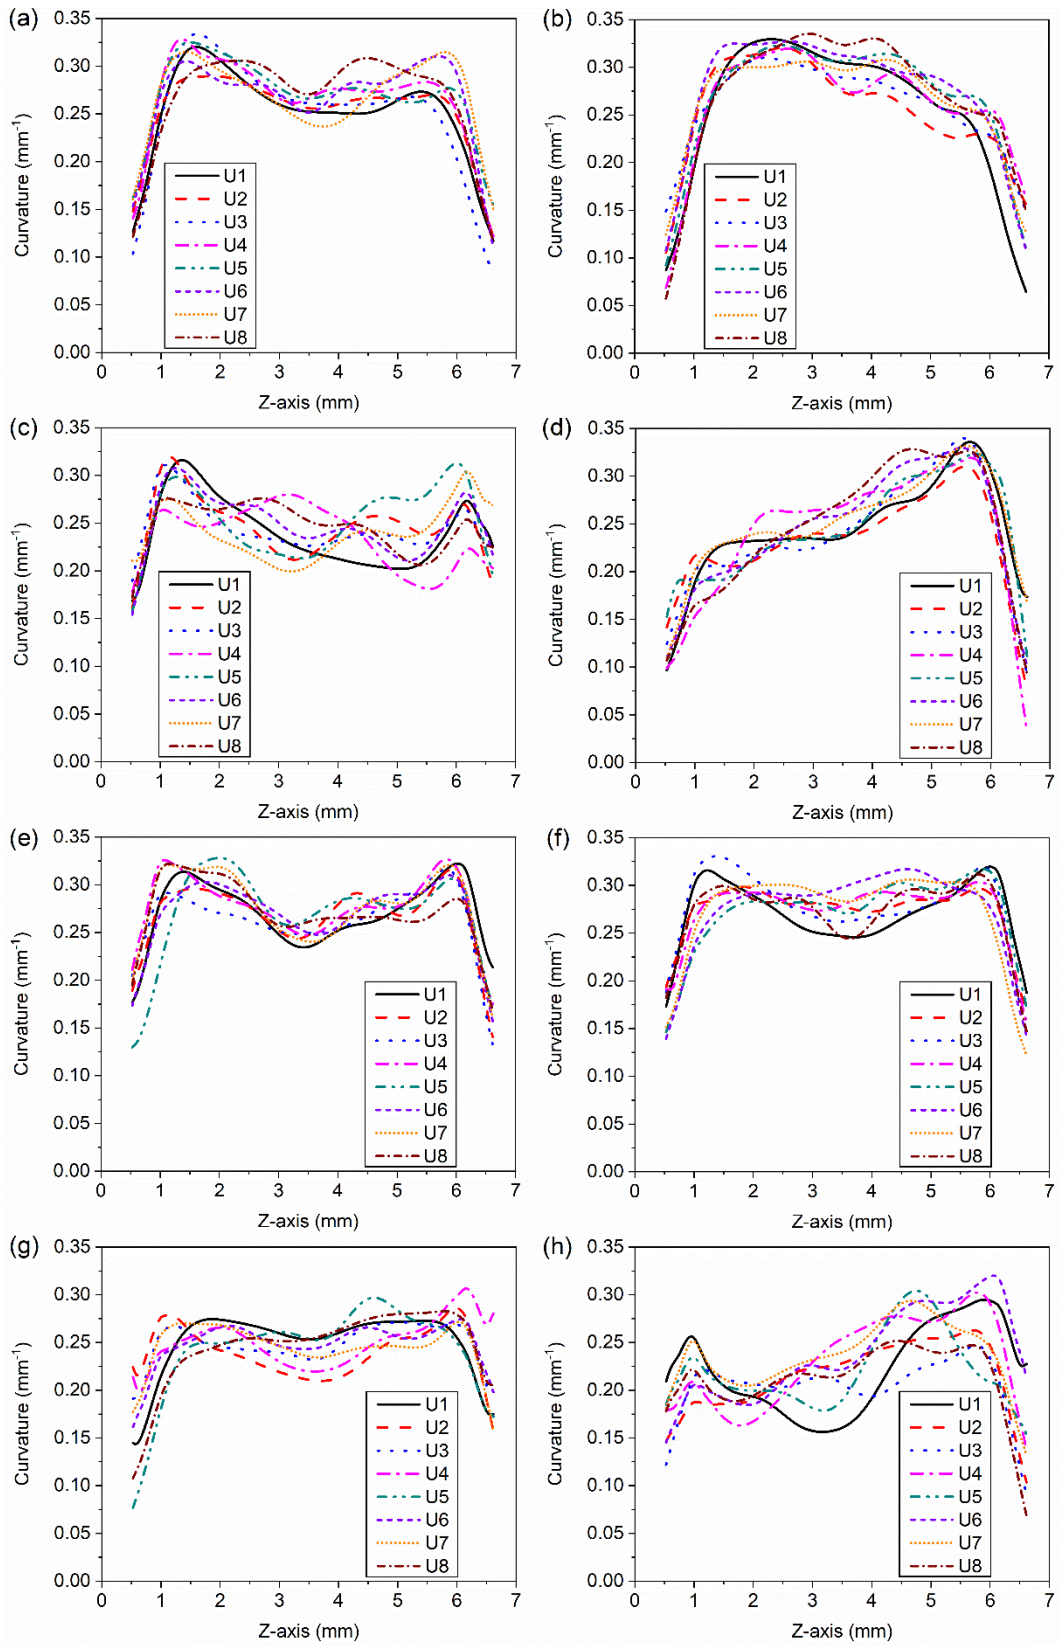 (a)
0.35
0.30
0.25
0.20
0.15
0.10
0.05
0.00
Curvature (mm⁻¹)
U1
U2
U3
U4
U5
U6
U7
U8
0 1 2 3 4 5 6 7
Z-axis (mm)
(b)
0.35
0.30
0.25
0.20
0.15
0.10
0.05
0.00
Curvature (mm⁻¹)
U1
U2
U3
U4
U5
U6
U7
U8
0 1 2 3 4 5 6 7
Z-axis (mm)
(c)
0.35
0.30
0.25
0.20
0.15
0.10
0.05
0.00
Curvature (mm⁻¹)
U1
U2
U3
U4
U5
U6
U7
U8
0 1 2 3 4 5 6 7
Z-axis (mm)
(d)
0.35
0.30
0.25
0.20
0.15
0.10
0.05
0.00
Curvature (mm⁻¹)
U1
U2
U3
U4
U5
U6
U7
U8
0 1 2 3 4 5 6 7
Z-axis (mm)
(e)
0.35
0.30
0.25
0.20
0.15
0.10
0.05
0.00
Curvature (mm⁻¹)
U1
U2
U3
U4
U5
U6
U7
U8
0 1 2 3 4 5 6 7
Z-axis (mm)
(f)
0.35
0.30
0.25
0.20
0.15
0.10
0.05
0.00
Curvature (mm⁻¹)
U1
U2
U3
U4
U5
U6
U7
U8
0 1 2 3 4 5 6 7
Z-axis (mm)
(g)
0.35
0.30
0.25
0.20
0.15
0.10
0.05
0.00
Curvature (mm⁻¹)
U1
U2
U3
U4
U5
U6
U7
U8
0 1 2 3 4 5 6 7
Z-axis (mm)
(h)
0.35
0.30
0.25
0.20
0.15
0.10
0.05
0.00
Curvature (mm⁻¹)
U1
U2
U3
U4
U5
U6
U7
U8
0 1 2 3 4 5 6 7
Z-axis (mm)